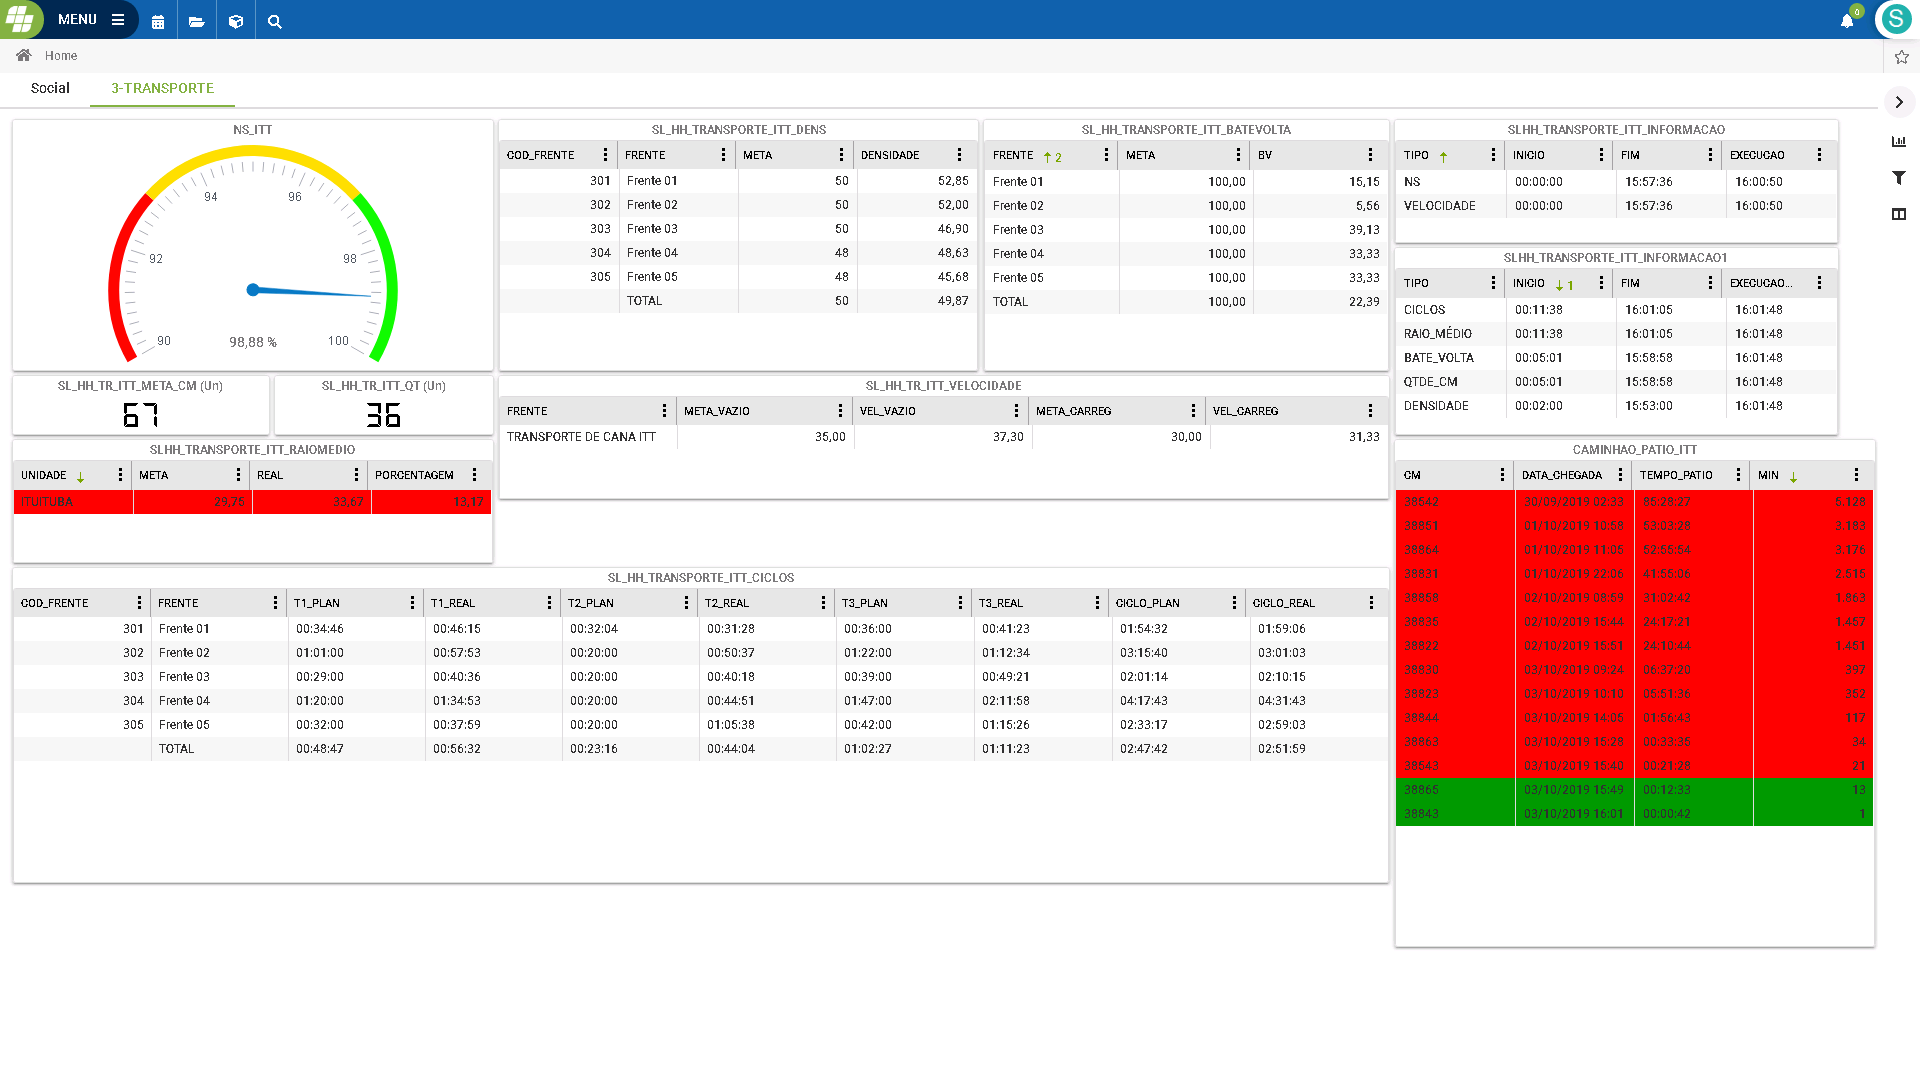 MENU
0
S
Home
Social
3-TRANSPORTE
NS_ITT
94
96
92
98
90
98,88 %
100
SL_HH_TRANSPORTE_ITT_DENS
COD_FRENTE FRENTE META DENSIDADE
301 Frente 01 50 52,85
302 Frente 02 50 52,00
303 Frente 03 50 46,90
304 Frente 04 48 48,63
305 Frente 05 48 45,68
TOTAL 50 49,87
SL_HH_TRANSPORTE_ITT_BATEVOLTA
FRENTE 2 META BV
Frente 01 100,00 15,15
Frente 02 100,00 5,56
Frente 03 100,00 39,13
Frente 04 100,00 33,33
Frente 05 100,00 33,33
TOTAL 100,00 22,39
SLHH_TRANSPORTE_ITT_INFORMACAO
TIPO INICIO FIM EXECUCAO
NS 00:00:00 15:57:36 16:00:50
VELOCIDADE 00:00:00 15:57:36 16:00:50
SLHH_TRANSPORTE_ITT_INFORMACAO1
TIPO INICIO 1 FIM EXECUCAO...
CICLOS 00:11:38 16:01:05 16:01:48
RAIO_MÉDIO 00:11:38 16:01:05 16:01:48
BATE_VOLTA 00:05:01 15:58:58 16:01:48
QTDE_CM 00:05:01 15:58:58 16:01:48
DENSIDADE 00:02:00 15:53:00 16:01:48
SL_HH_TR_ITT_META_CM (Un)
67
SL_HH_TR_ITT_QT (Un)
36
SL_HH_TR_ITT_VELOCIDADE
FRENTE META_VAZIO VEL_VAZIO META_CARREG VEL_CARREG
TRANSPORTE DE CANA ITT 35,00 37,30 30,00 31,33
SLHH_TRANSPORTE_ITT_RAIOMEDIO
UNIDADE META REAL PORCENTAGEM
ITUIUTUBA 29,75 33,67 13,17
CAMINHAO_PATIO_ITT
CM DATA_CHEGADA TEMPO_PATIO MIN
38542 30/09/2019 02:33 85:28:27 5.128
38851 01/10/2019 10:58 53:03:28 3.183
38864 01/10/2019 11:05 52:55:54 3.176
38831 01/10/2019 22:06 41:55:06 2.515
38858 02/10/2019 08:59 31:02:42 1.863
38835 02/10/2019 15:44 24:17:21 1.457
38822 02/10/2019 15:51 24:10:44 1.451
38830 03/10/2019 09:24 06:37:20 397
38823 03/10/2019 10:10 05:51:36 352
38844 03/10/2019 14:05 01:56:43 117
38863 03/10/2019 15:28 00:33:35 34
38543 03/10/2019 15:40 00:21:28 21
38865 03/10/2019 15:49 00:12:33 13
38843 03/10/2019 16:01 00:00:42 1
SL_HH_TRANSPORTE_ITT_CICLOS
COD_FRENTE FRENTE T1_PLAN T1_REAL T2_PLAN T2_REAL T3_PLAN T3_REAL CICLO_PLAN CICLO_REAL
301 Frente 01 00:34:46 00:46:15 00:32:04 00:31:28 00:36:00 00:41:23 01:54:32 01:59:06
302 Frente 02 01:01:00 00:57:53 00:20:00 00:50:37 01:22:00 01:12:34 03:15:40 03:01:03
303 Frente 03 00:29:00 00:40:36 00:20:00 00:40:18 00:39:00 00:49:21 02:01:14 02:10:15
304 Frente 04 01:20:00 01:34:53 00:20:00 00:44:51 01:47:00 02:11:58 04:17:43 04:31:43
305 Frente 05 00:32:00 00:37:59 00:20:00 01:05:38 00:42:00 01:15:26 02:33:17 02:59:03
TOTAL 00:48:47 00:56:32 00:23:16 00:44:04 01:02:27 01:11:23 02:47:42 02:51:59